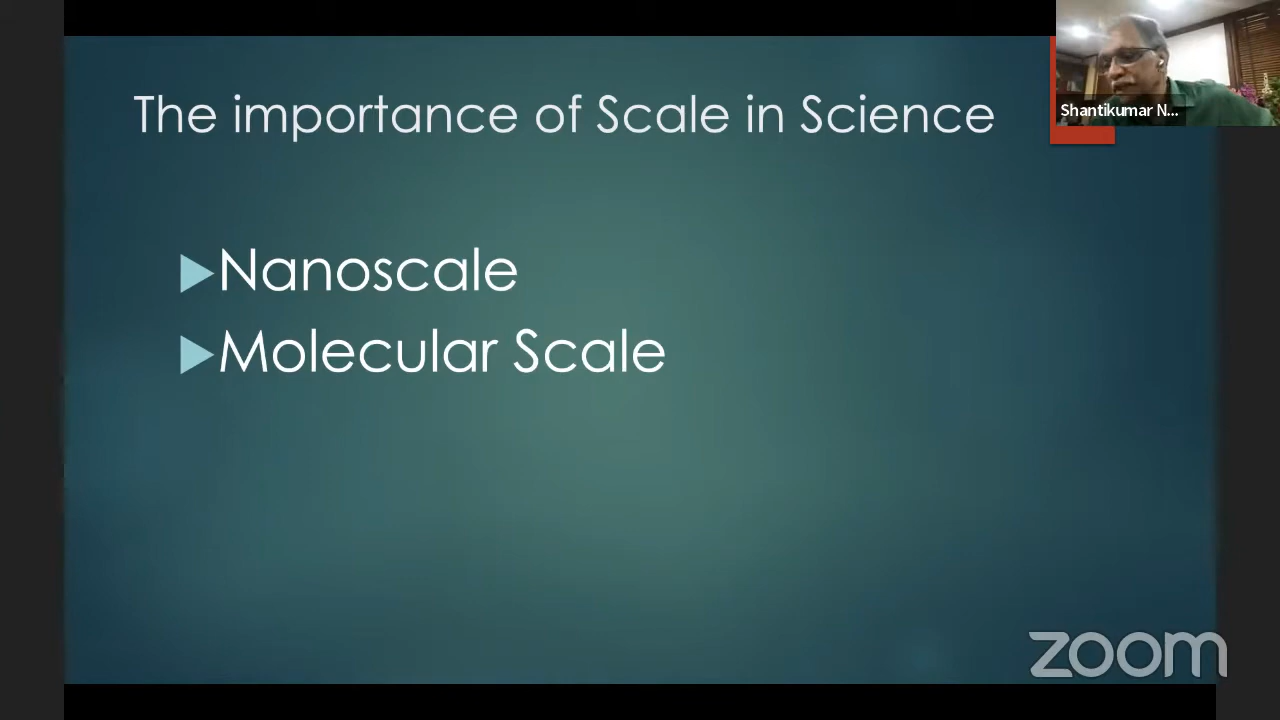 The importance of Scale in Science
Shantikumar N...
Nanoscale
Molecular Scale
zoom